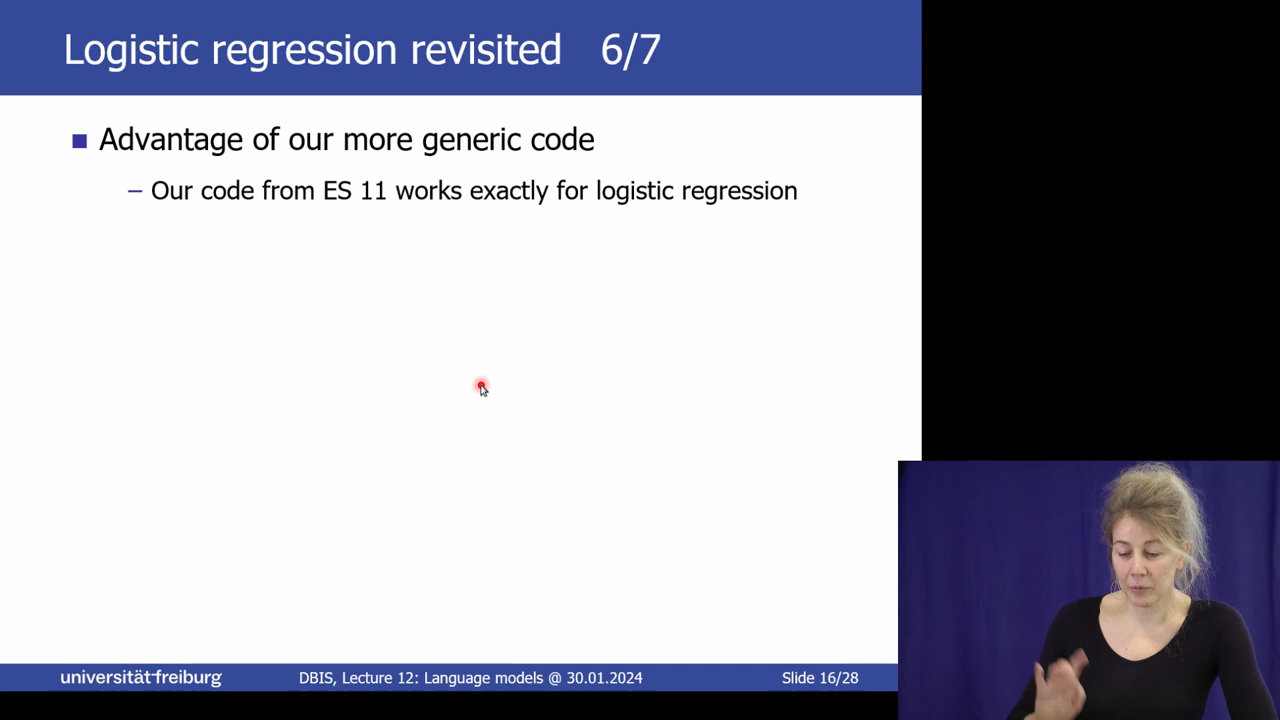 Logistic regression revisited 6/7
Advantage of our more generic code
– Our code from ES 11 works exactly for logistic regression
universität freiburg
DBIS, Lecture 12: Language models @ 30.01.2024
Slide 16/28